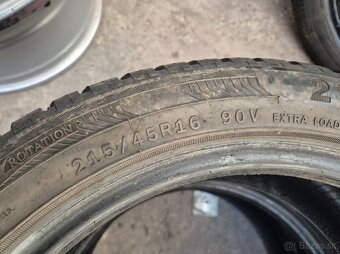 ROTATION
215/45R16 90V EXTRA LOAD
2
Bazos.sk